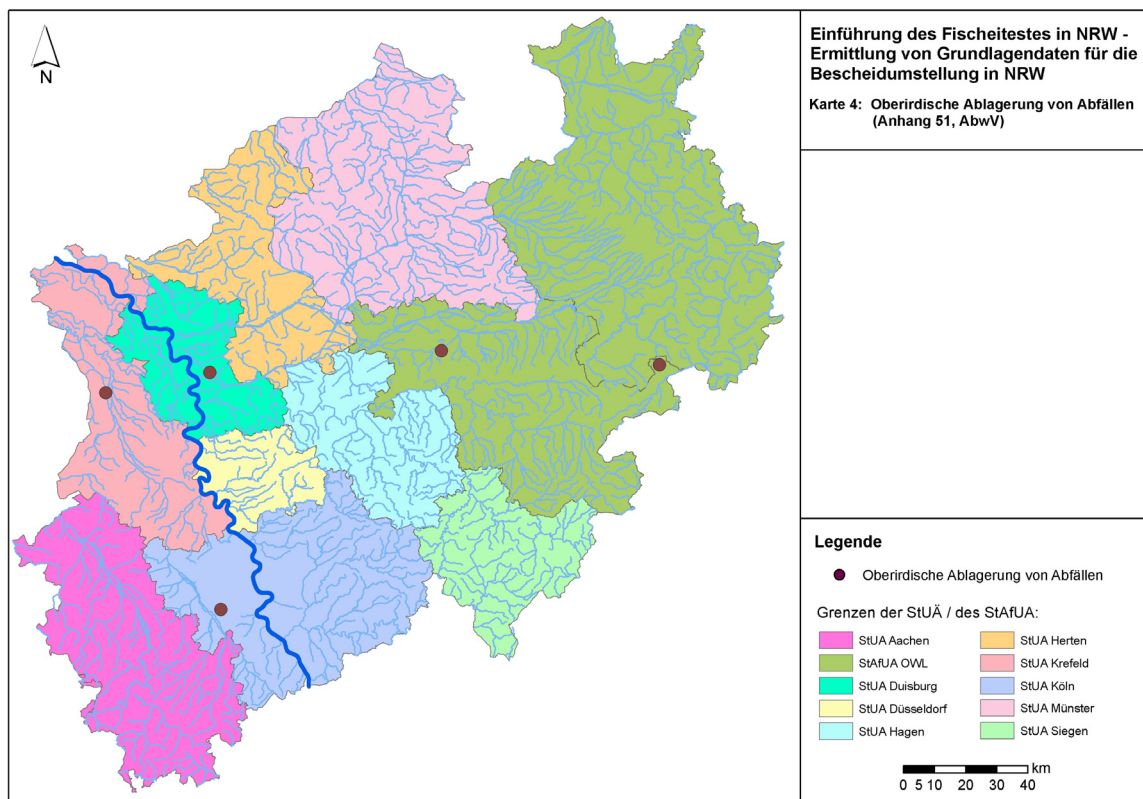 N
Einführung des Fischeitestes in NRW -
Ermittlung von Grundlagendaten für die
Bescheidumstellung in NRW
Karte 4: Oberirdische Ablagerung von Abfällen
(Anhang 51, AbwV)
Legende
Oberirdische Ablagerung von Abfällen
Grenzen der StUÄ / des StAfUA:
StUA Aachen
StAfUA OWL
StUA Duisburg
StUA Düsseldorf
StUA Hagen
StUA Herten
StUA Krefeld
StUA Köln
StUA Münster
StUA Siegen
km
0 5 10 20 30 40